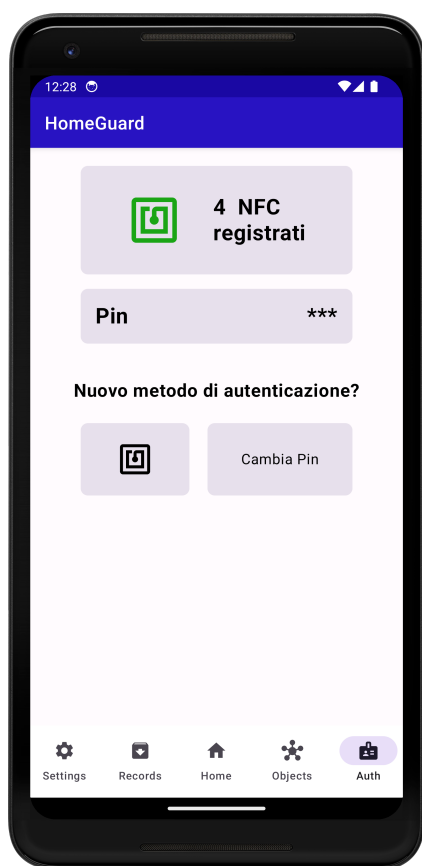 12:28
HomeGuard
4 NFC
registrati
Pin ***
Nuovo metodo di autenticazione?
Cambia Pin
Settings Records Home Objects Auth